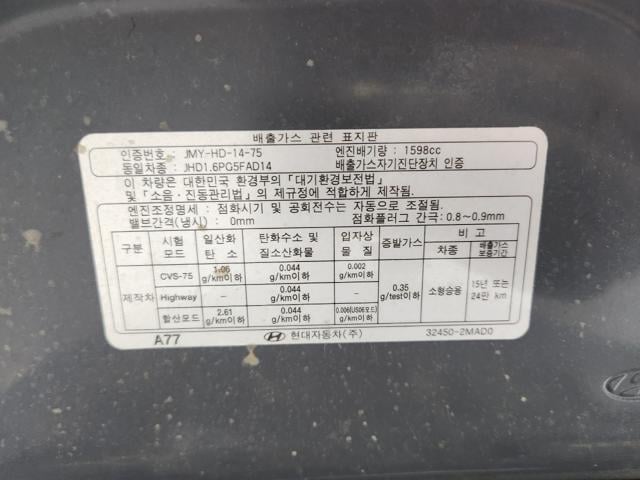 배출가스 관련 표지판
인증번호: JMY-HD-14-75 엔진배기량: 1598cc
동일차종: JHD1.6PG5FAD14 배출가스자기진단장치 인증
이 차량은 대한민국 환경부의 「대기환경보전법」
및 「소음·진동관리법」의 제규정에 적합하게 제작됨.
엔진조정명세 : 점화시기 및 공회전수는 자동으로 조절됨.
밸브간격(냉시) : 0mm 점화플러그 간극: 0.8~0.9mm
구분 시험모드 일산화탄소 탄화수소 및 질소산화물 입자상물질 증발가스 비고
차종 배출가스보증기간
제작차 CVS-75 1.06 g/km이하 0.044 g/km이하 0.002 g/km이하 0.35 g/test이하 소형승용 15년 또는 24만 km
Highway - 0.044 g/km이하 -
합산모드 2.61 g/km이하 0.044 g/km이하 0.006(US06모드) g/km이하
A77 현대자동차(주) 32450-2MAD0